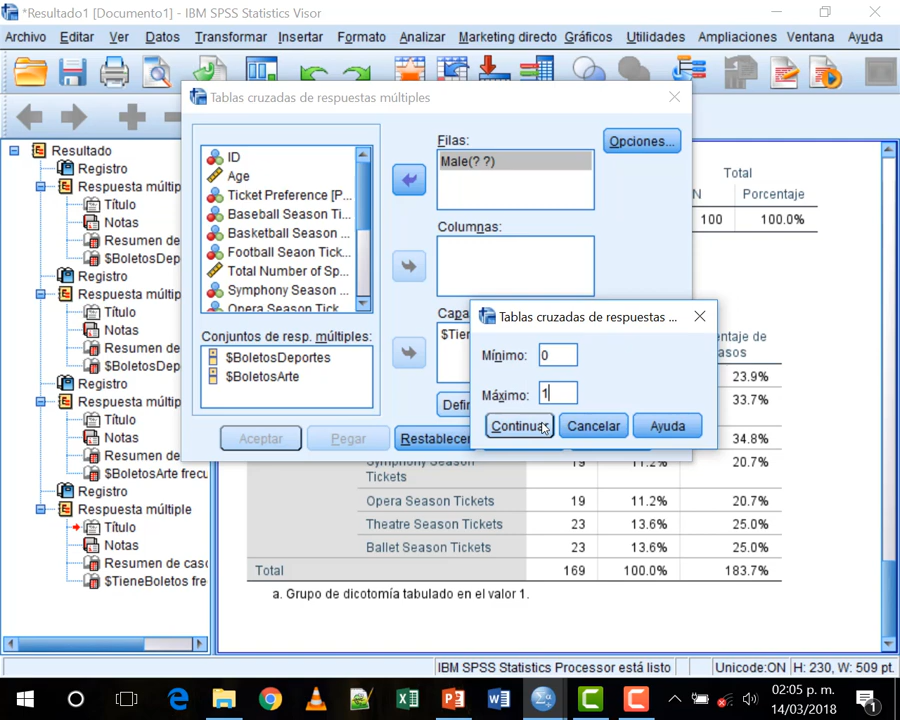 *Resultado1 [Documento1] - IBM SPSS Statistics Visor
Archivo Editar Ver Datos Transformar Insertar Formato Analizar Marketing directo Gráficos Utilidades Ampliaciones Ventana Ayuda
Tablas cruzadas de respuestas múltiples
Resultado
Registro
Respuesta múltip
Título
Notas
Resumen de
$BoletosDep
Registro
Respuesta múltip
Título
Notas
Resumen de
$BoletosDep
Registro
Respuesta múltip
Título
Notas
Resumen de
$BoletosArte frecu
Registro
Respuesta múltiple
Título
Notas
Resumen de caso
$TieneBoletos fre
ID
Age
Ticket Preference [P...
Baseball Season Ti...
Basketball Season ...
Football Seaon Tick...
Total Number of Sp...
Symphony Season ...
Opera Season Tick...
Conjuntos de resp. múltiples:
$BoletosDeportes
$BoletosArte
Filas:
Male(? ?)
Opciones...
Columnas:
Capa
$Tien
Defin
Aceptar Pegar Restablecer
Tablas cruzadas de respuestas ...
Mínimo: 0
Máximo: 1
Continuar Cancelar Ayuda
Total
N Porcentaje
100 100.0%
ntaje de
asos
23.9%
33.7%
34.8%
Symphony Season
Tickets 19 11.2% 20.7%
Opera Season Tickets 19 11.2% 20.7%
Theatre Season Tickets 23 13.6% 25.0%
Ballet Season Tickets 23 13.6% 25.0%
Total 169 100.0% 183.7%
a. Grupo de dicotomía tabulado en el valor 1.
IBM SPSS Statistics Processor está listo Unicode:ON H: 230, W: 509 pt.
02:05 p. m.
14/03/2018
1